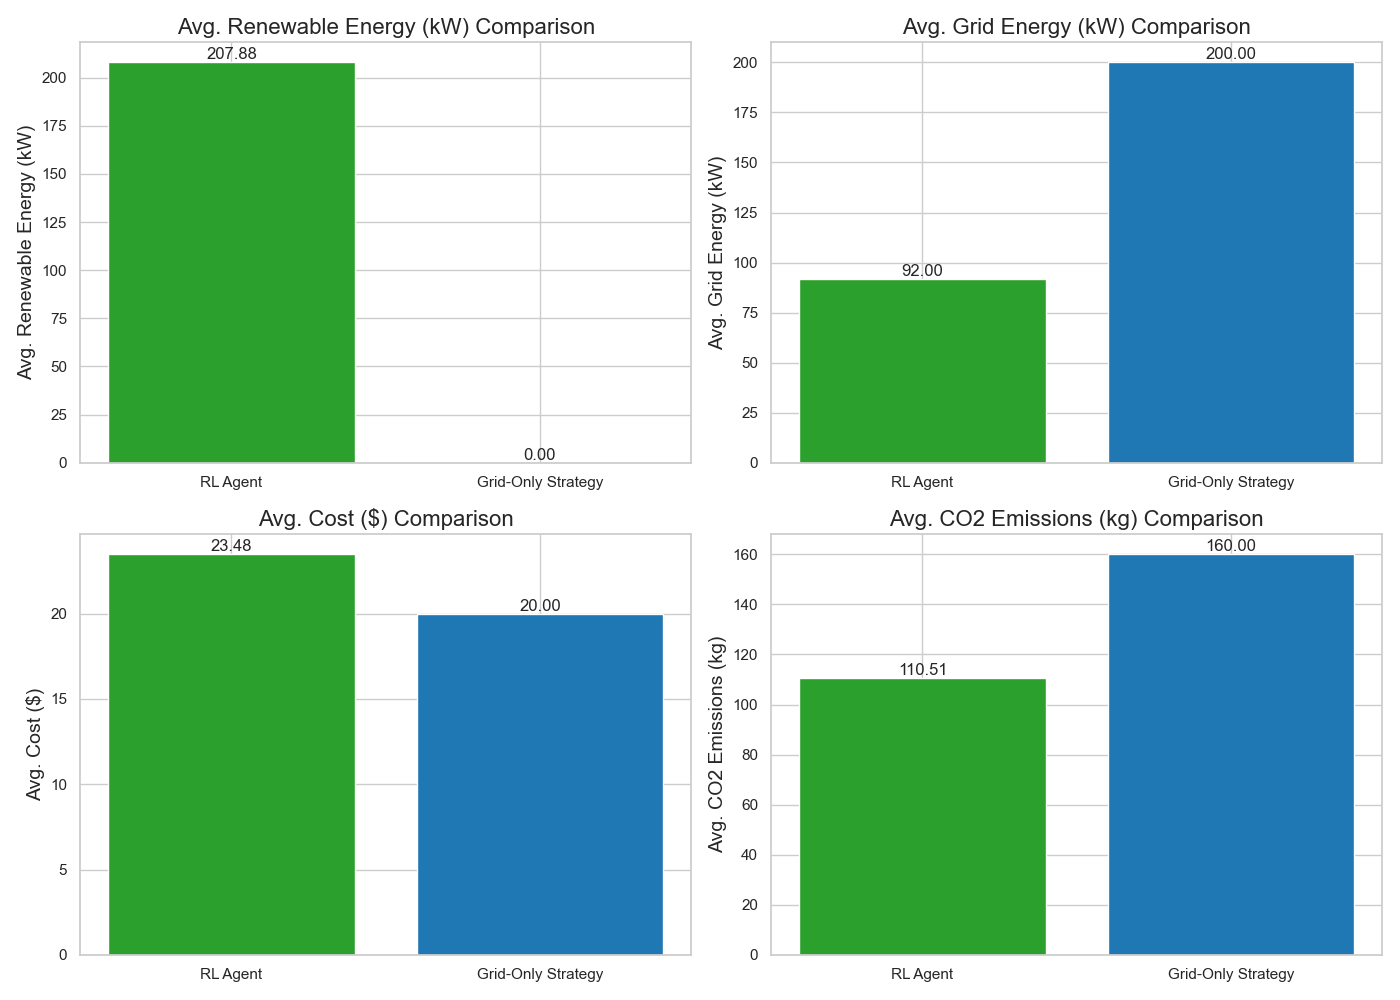 Avg. Renewable Energy (kW) Comparison
Avg. Renewable Energy (kW)
200
175
150
125
100
75
50
25
0
207.88
0.00
RL Agent
Grid-Only Strategy
Avg. Grid Energy (kW) Comparison
Avg. Grid Energy (kW)
200
175
150
125
100
75
50
25
0
92.00
200.00
RL Agent
Grid-Only Strategy
Avg. Cost ($) Comparison
Avg. Cost ($)
20
15
10
5
0
23.48
20.00
RL Agent
Grid-Only Strategy
Avg. CO2 Emissions (kg) Comparison
Avg. CO2 Emissions (kg)
160
140
120
100
80
60
40
20
0
110.51
160.00
RL Agent
Grid-Only Strategy